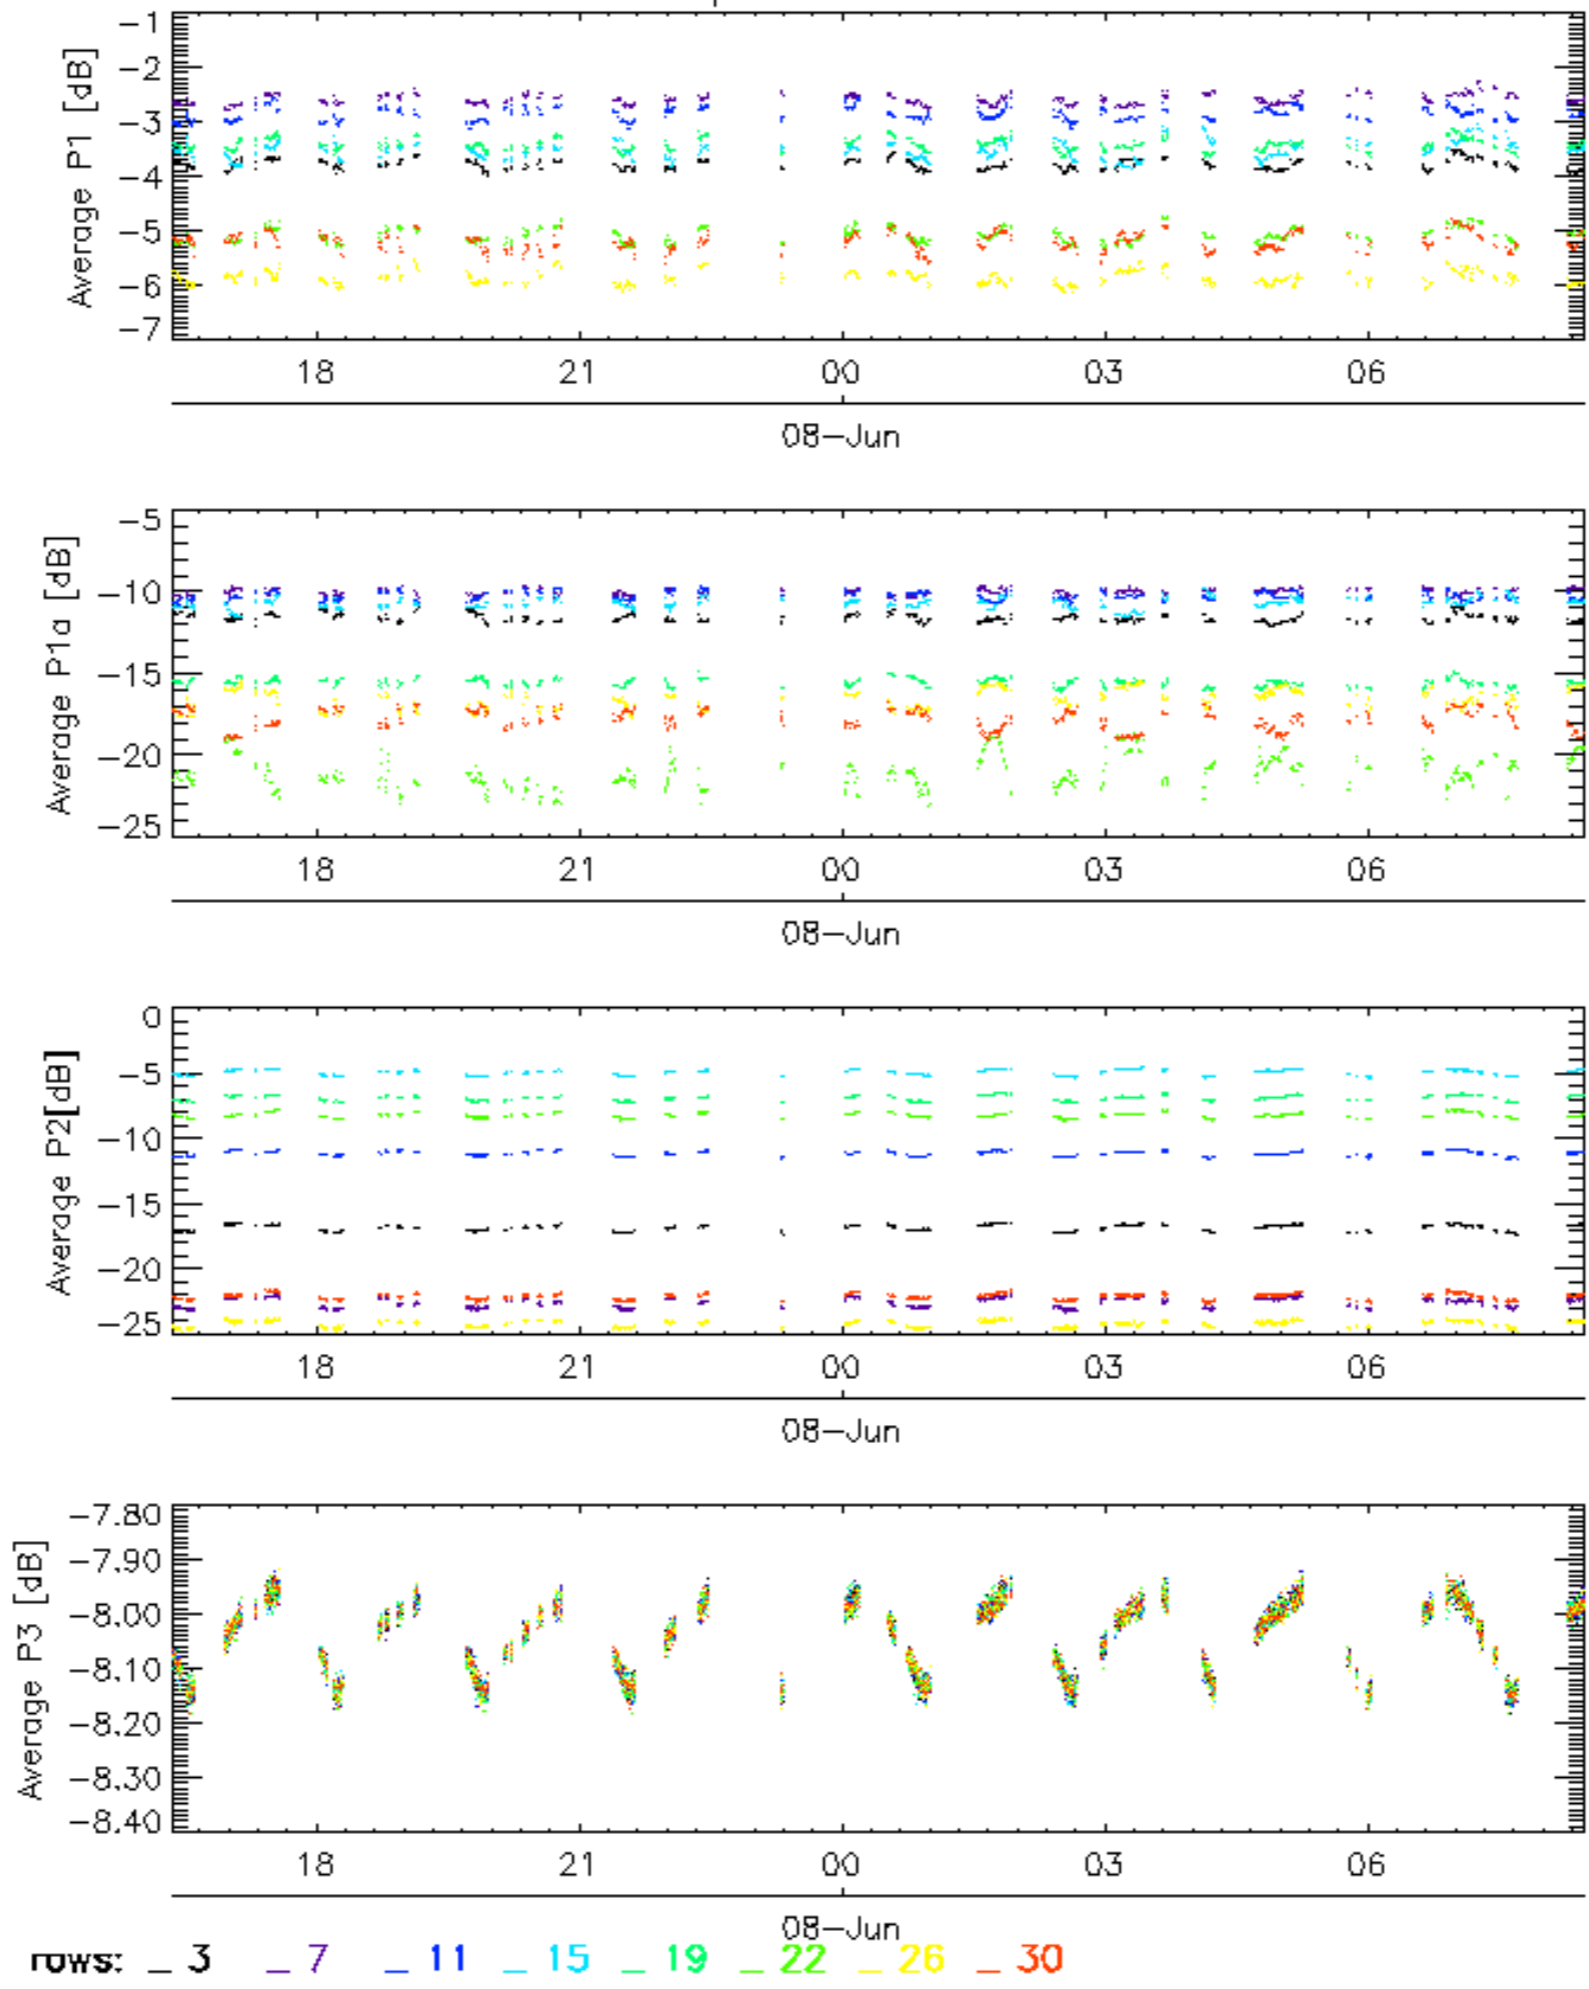 Average P1 [dB]
-1
-2
-3
-4
-5
-6
-7
18 21 00 03 06
08-Jun
Average P1a [dB]
-5
-10
-15
-20
-25
18 21 00 03 06
08-Jun
Average P2[dB]
0
-5
-10
-15
-20
-25
18 21 00 03 06
08-Jun
Average P3 [dB]
-7.80
-7.90
-8.00
-8.10
-8.20
-8.30
-8.40
18 21 00 03 06
08-Jun
rows: _ 3 _ 7 _ 11 _ 15 _ 19 _ 22 _ 26 _ 30